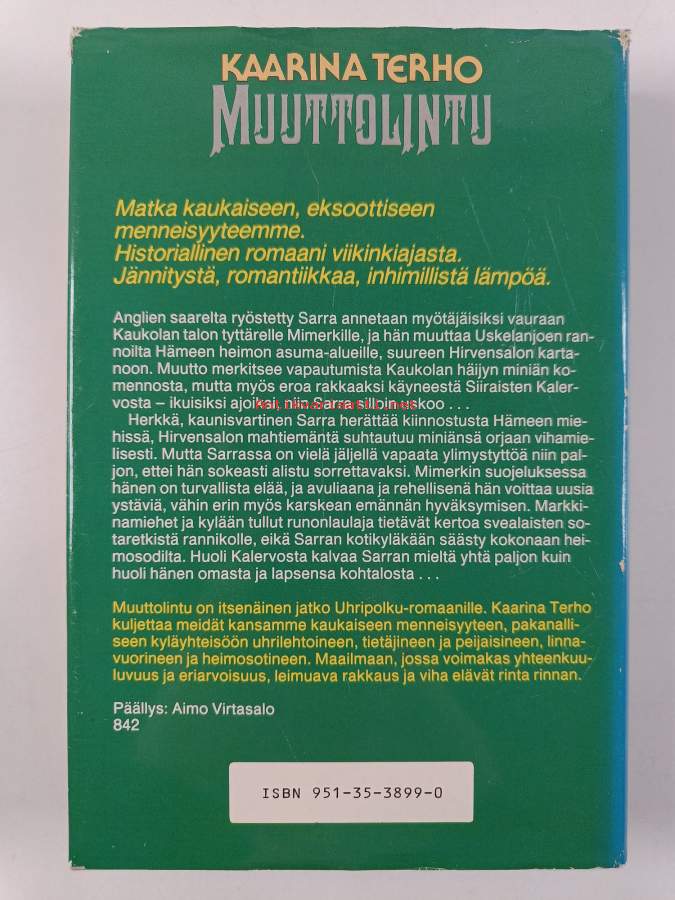 KAARINA TERHO
MUUTTOLINTU
Matka kaukaiseen, eksoottiseen
menneisyyteemme.
Historiallinen romaani viikinkiajasta.
Jännitystä, romantiikkaa, inhimillistä lämpöä.
Anglien saarelta ryöstetty Sarra annetaan myötäjäisiksi vauraan
Kaukolan talon tyttärelle Mimerkille, ja hän muuttaa Uskelanjoen ran-
noilta Hämeen heimon asuma-alueille, suureen Hirvensalon karta-
noon. Muutto merkitsee vapautumista Kaukolan häijyn miniän ko-
mennosta, mutta myös eroa rakkaaksi käyneestä Siiraisten Kaler-
vosta – ikuisiksi ajoiksi, niin Sarra silloin uskoo . . .
Herkkä, kaunisvartinen Sarra herättää kiinnostusta Hämeen mie-
hissä, Hirvensalon mahtiemäntä suhtautuu miniänsä orjaan vihamie-
lisesti. Mutta Sarrassa on vielä jäljellä vapaata ylimystyttöä niin pal-
jon, ettei hän sokeasti alistu sorrettavaksi. Mimerkin suojeluksessa
hänen on turvallista elää, ja avuliaana ja rehellisenä hän voittaa uusia
ystäviä, vähin erin myös karskean emännän hyväksymisen. Markki-
namiehet ja kylään tullut runonlaulaja tietävät kertoa svealaisten so-
taretkistä rannikolle, eikä Sarran kotikyläkään säästy kokonaan hei-
mosodilta. Huoli Kalervosta kalvaa Sarran mieltä yhtä paljon kuin
huoli hänen omasta ja lapsensa kohtalosta . . .
Muuttolintu on itsenäinen jatko Uhripolku-romaanille. Kaarina Terho
kuljettaa meidät kansamme kaukaiseen menneisyyteen, pakanalli-
seen kyläyhteisöön uhrilehtoineen, tietäjineen ja peijaisineen, linna-
vuorineen ja heimosotineen. Maailmaan, jossa voimakas yhteenkuu-
luvuus ja eriarvoisuus, leimuava rakkaus ja viha elävät rinta rinnan.
Päällys: Aimo Virtasalo
842
ISBN 951-35-3899-0